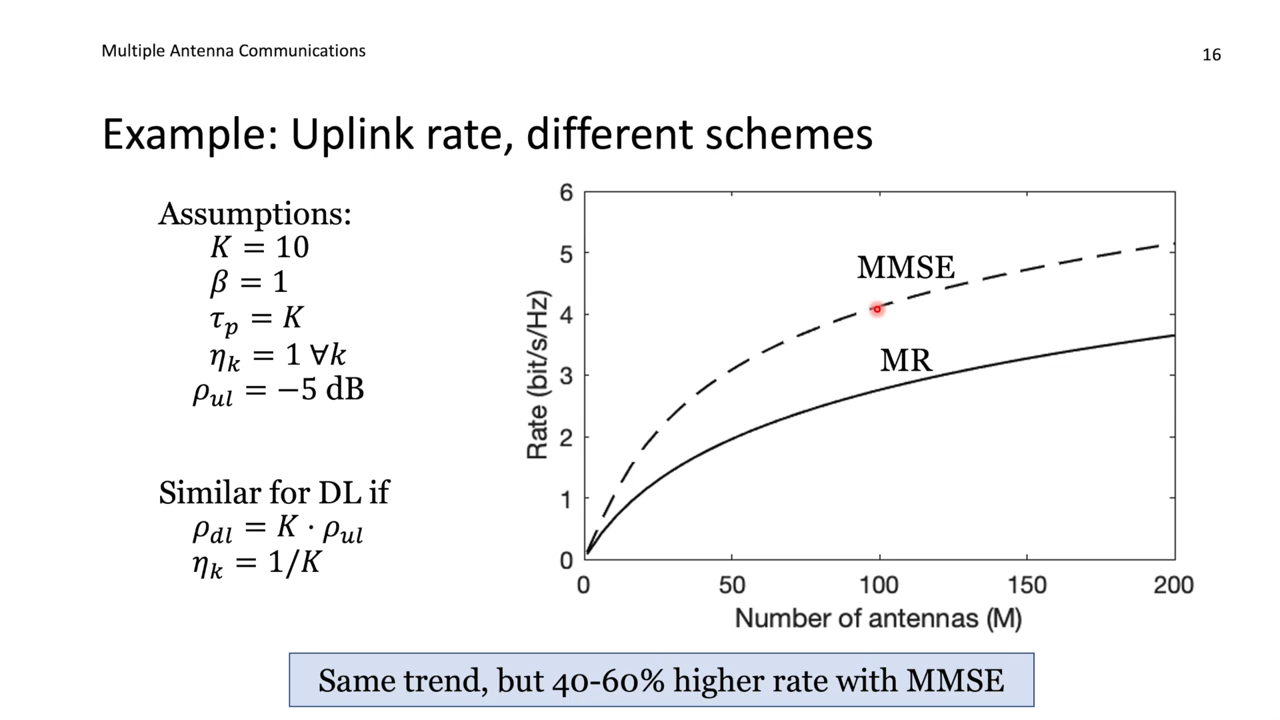 Multiple Antenna Communications
16
Example: Uplink rate, different schemes
Assumptions:
K = 10
β = 1
τ_p = K
η_k = 1 ∀k
ρ_ul = −5 dB
Similar for DL if
ρ_dl = K · ρ_ul
η_k = 1/K
6
5
4
3
2
1
0
Rate (bit/s/Hz)
MMSE
MR
0 50 100 150 200
Number of antennas (M)
Same trend, but 40-60% higher rate with MMSE